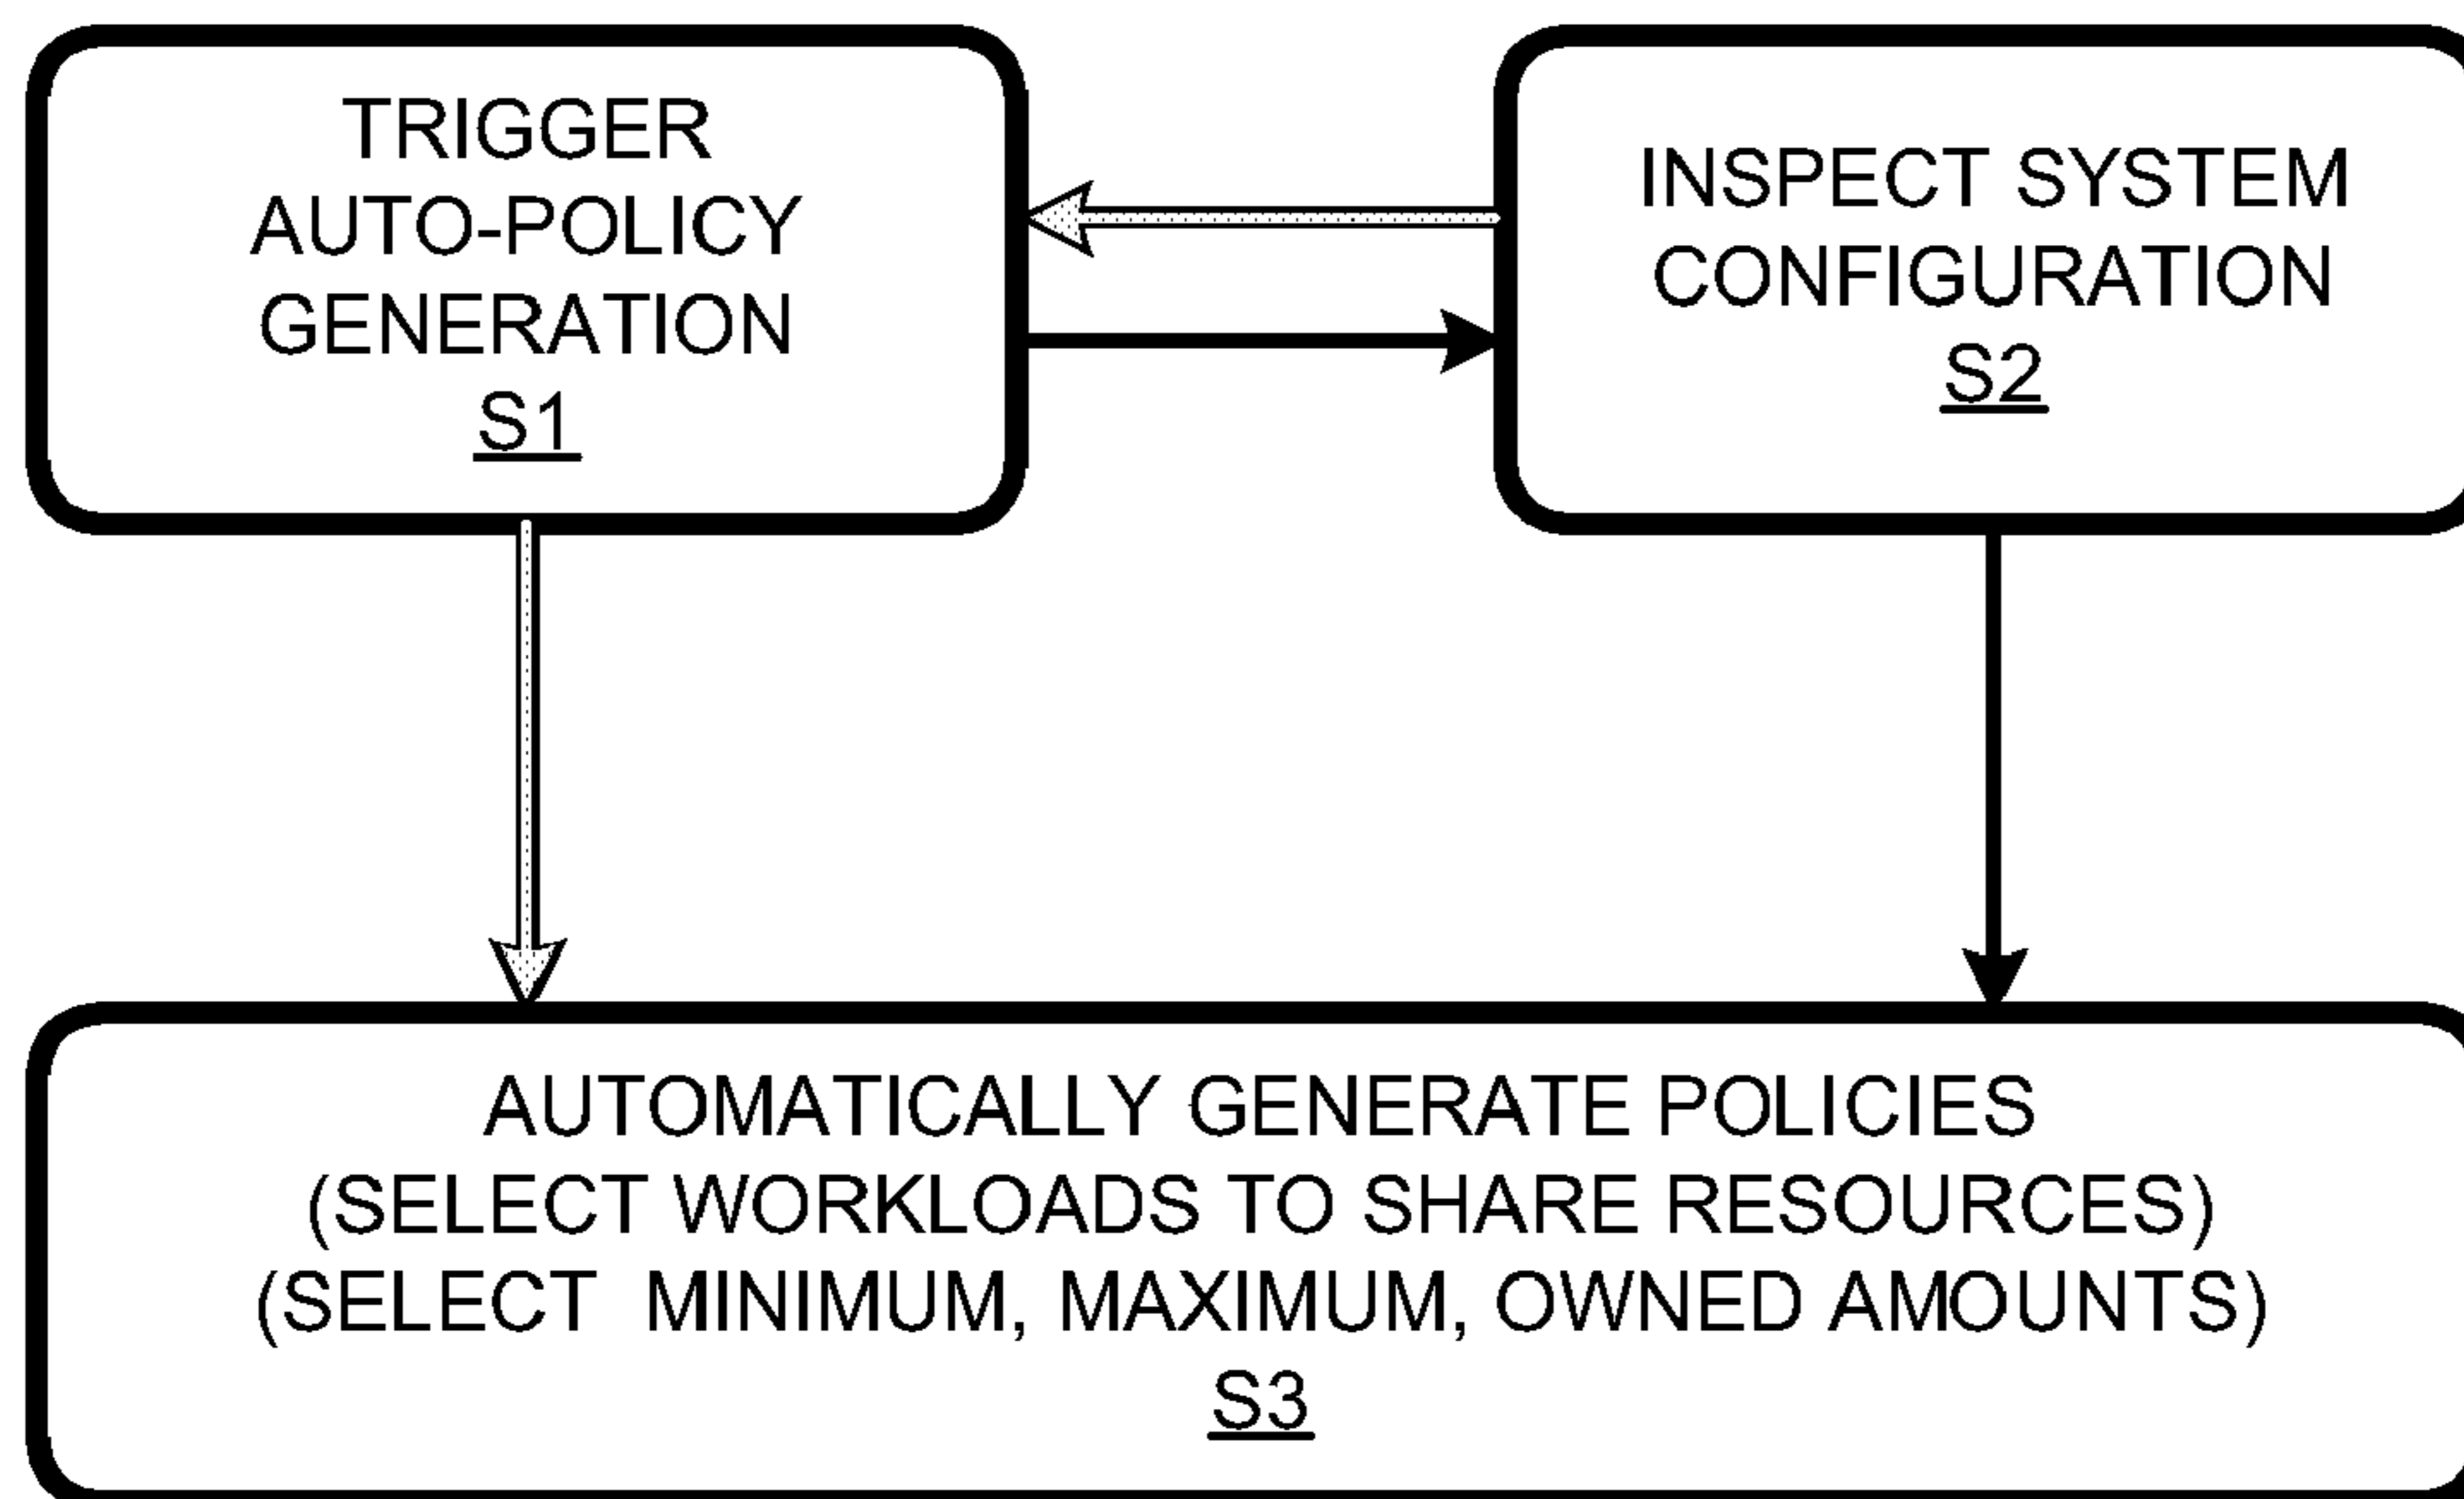 TRIGGER
AUTO-POLICY
GENERATION
S1
INSPECT SYSTEM
CONFIGURATION
S2
AUTOMATICALLY GENERATE POLICIES
(SELECT WORKLOADS TO SHARE RESOURCES)
(SELECT MINIMUM, MAXIMUM, OWNED AMOUNTS)
S3